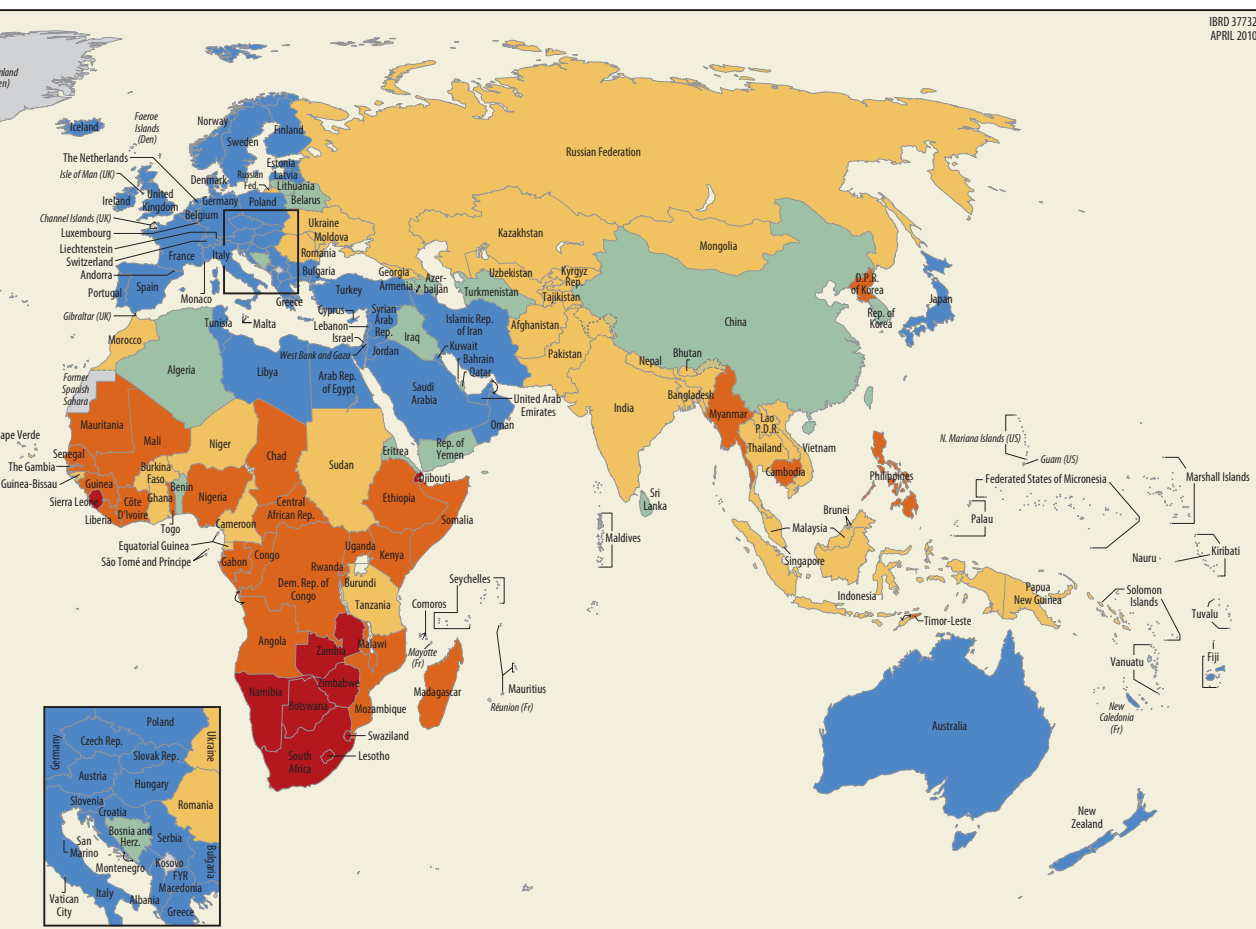 IBRD 37732
APRIL 2010
nland
en)
Faeroe
Islands
(Den)
Iceland
Norway
Sweden
Finland
The Netherlands
Isle of Man (UK)
Estonia
Latvia
Lithuania
Russian
Fed.
Denmark
Belarus
Ireland
United
Kingdom
Germany
Poland
Belgium
Channel Islands (UK)
Luxembourg
Liechtenstein
Switzerland
Andorra
France
Italy
Ukraine
Moldova
Romania
Bulgaria
Portugal
Spain
Monaco
Greece
Gibraltar (UK)
Russian Federation
Kazakhstan
Mongolia
Georgia
Armenia
Azer-
baijan
Uzbekistan
Kyrgyz
Rep.
Turkmenistan
Tajikistan
Turkey
D.P.R.
of Korea
Rep. of
Korea
Japan
China
Tunisia
Malta
Cyprus
Lebanon
Israel
West Bank and Gaza
Syrian
Arab
Rep.
Jordan
Iraq
Islamic Rep.
of Iran
Afghanistan
Kuwait
Bahrain
Qatar
Pakistan
Nepal
Bhutan
Morocco
Algeria
Libya
Arab Rep.
of Egypt
Saudi
Arabia
United Arab
Emirates
Oman
Bangladesh
India
Myanmar
Lao
P.D.R.
Former
Spanish
Sahara
Thailand
Vietnam
Cambodia
Philippines
N. Mariana Islands (US)
Guam (US)
Federated States of Micronesia
Marshall Islands
ape Verde
Mauritania
Mali
Niger
Chad
Sudan
Eritrea
Rep. of
Yemen
Djibouti
Senegal
The Gambia
Guinea-Bissau
Guinea
Sierra Leone
Liberia
Côte
D'Ivoire
Burkina
Faso
Ghana
Benin
Togo
Nigeria
Cameroon
Central
African Rep.
Ethiopia
Somalia
Sri
Lanka
Maldives
Brunei
Malaysia
Singapore
Palau
Nauru
Kiribati
Equatorial Guinea
São Tomé and Príncipe
Gabon
Congo
Uganda
Kenya
Rwanda
Dem. Rep. of
Congo
Burundi
Tanzania
Seychelles
Comoros
Indonesia
Papua
New Guinea
Solomon
Islands
Tuvalu
Timor-Leste
Angola
Zambia
Malawi
Mayotte
(Fr)
Vanuatu
Fiji
Namibia
Zimbabwe
Botswana
Mozambique
Madagascar
Mauritius
Réunion (Fr)
New
Caledonia
(Fr)
Swaziland
Lesotho
South
Africa
Australia
New
Zealand
Poland
Germany
Czech Rep.
Ukraine
Slovak Rep.
Austria
Hungary
Slovenia
Croatia
Romania
Bosnia and
Herz.
Serbia
San
Marino
Montenegro
Kosovo
Bulgaria
FYR
Macedonia
Vatican
City
Italy
Albania
Greece